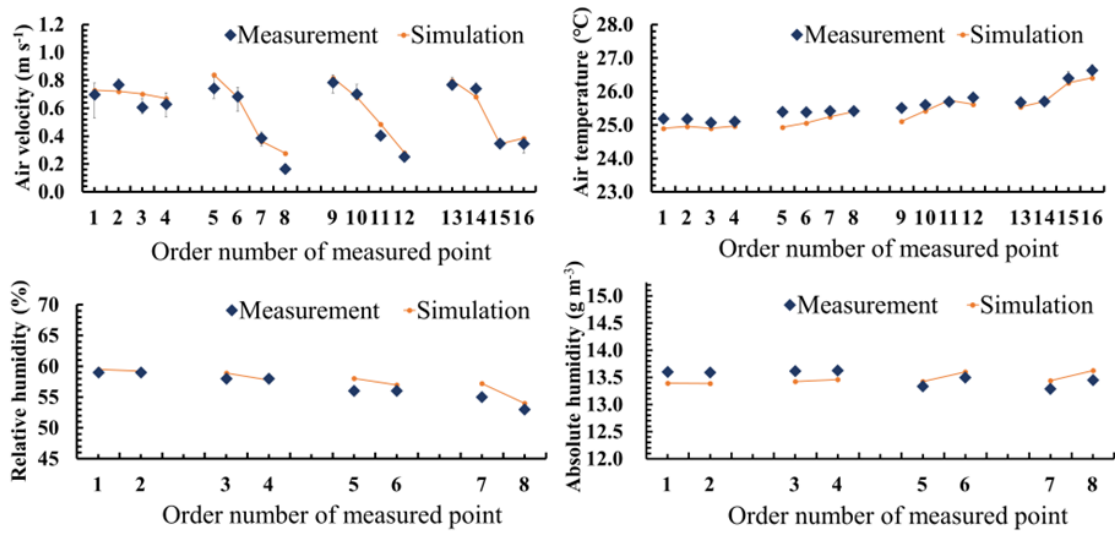 Air velocity (m s-1)
1.2
1.0
0.8
0.6
0.4
0.2
0.0
Measurement Simulation
1 2 3 4 5 6 7 8 9 10 11 12 13 14 15 16
Order number of measured point
Air temperature (°C)
28.0
27.0
26.0
25.0
24.0
23.0
Measurement Simulation
1 2 3 4 5 6 7 8 9 10 11 12 13 14 15 16
Order number of measured point
Relative humidity (%)
70
65
60
55
50
45
Measurement Simulation
1 2 3 4 5 6 7 8
Order number of measured point
Absolute humidity (g m-3)
15.0
14.5
14.0
13.5
13.0
12.5
12.0
Measurement Simulation
1 2 3 4 5 6 7 8
Order number of measured point